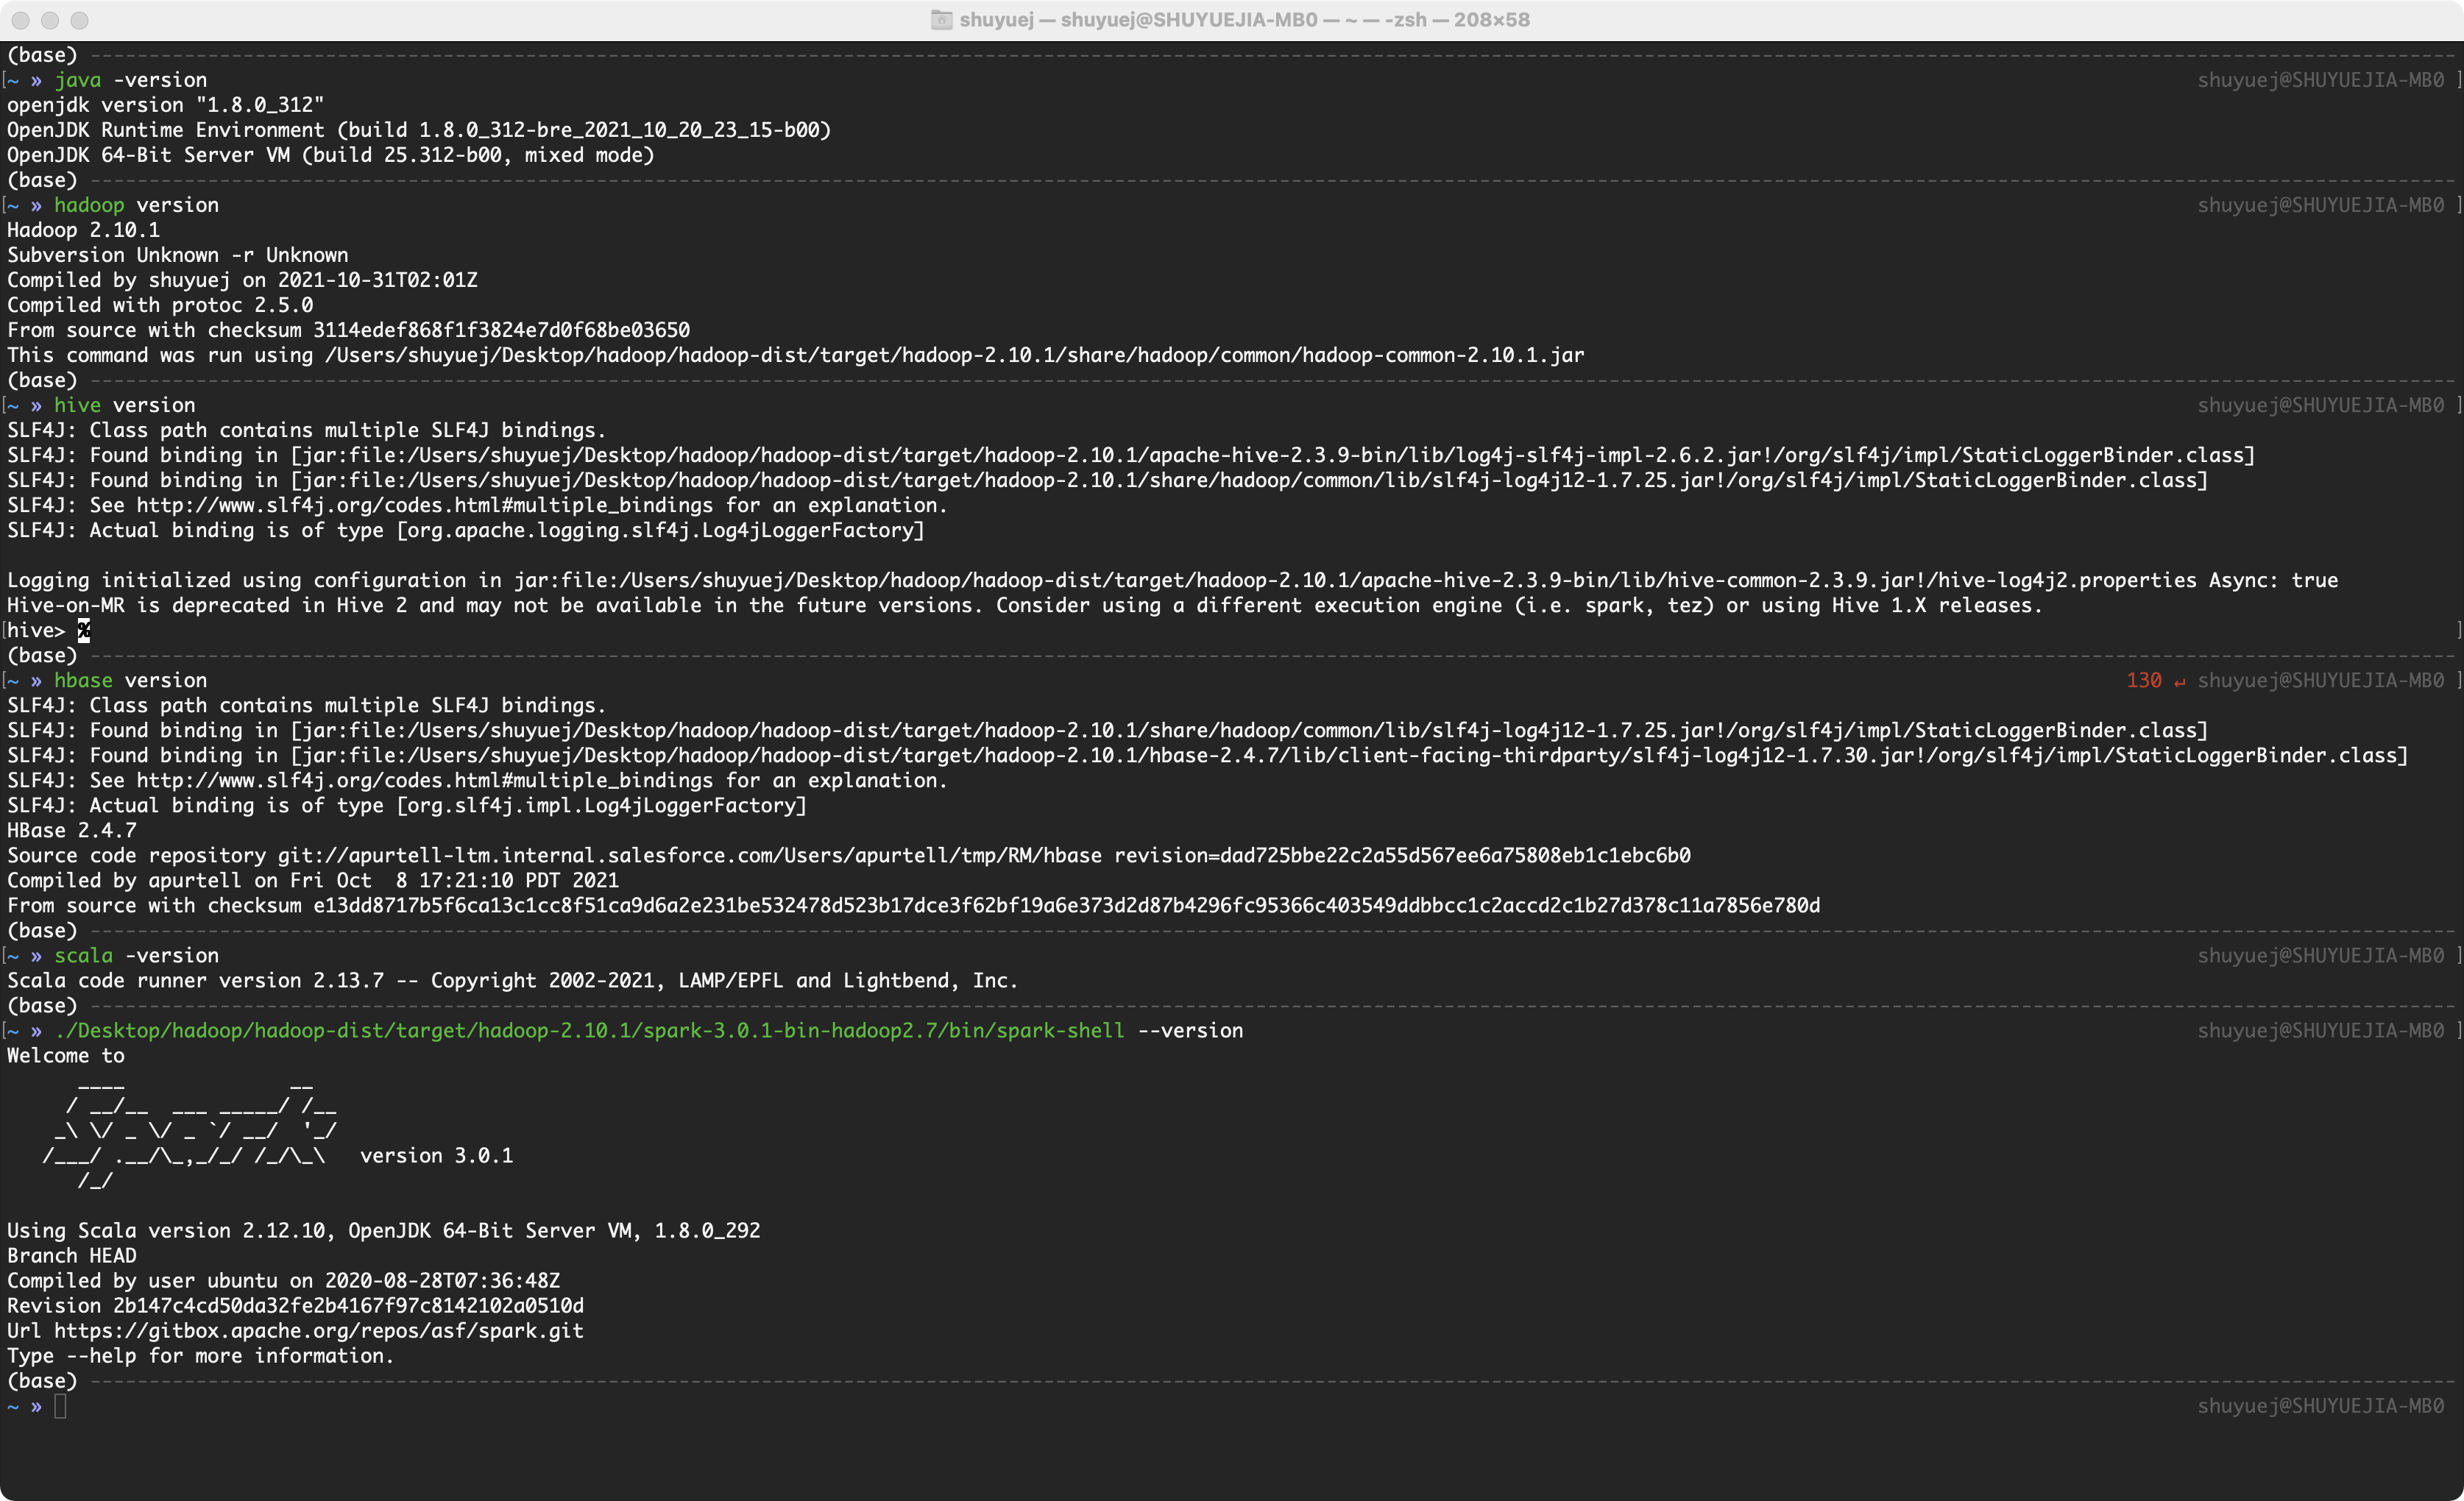 shuyuej — shuyuej@SHUYUEJIA-MB0 — ~ — -zsh — 208×58
(base) ------------------------------------------------------------
[~ » java -version shuyuej@SHUYUEJIA-MB0 ]
openjdk version "1.8.0_312"
OpenJDK Runtime Environment (build 1.8.0_312-bre_2021_10_20_23_15-b00)
OpenJDK 64-Bit Server VM (build 25.312-b00, mixed mode)
(base) ------------------------------------------------------------
[~ » hadoop version shuyuej@SHUYUEJIA-MB0 ]
Hadoop 2.10.1
Subversion Unknown -r Unknown
Compiled by shuyuej on 2021-10-31T02:01Z
Compiled with protoc 2.5.0
From source with checksum 3114edef868f1f3824e7d0f68be03650
This command was run using /Users/shuyuej/Desktop/hadoop/hadoop-dist/target/hadoop-2.10.1/share/hadoop/common/hadoop-common-2.10.1.jar
(base) ------------------------------------------------------------
[~ » hive version shuyuej@SHUYUEJIA-MB0 ]
SLF4J: Class path contains multiple SLF4J bindings.
SLF4J: Found binding in [jar:file:/Users/shuyuej/Desktop/hadoop/hadoop-dist/target/hadoop-2.10.1/apache-hive-2.3.9-bin/lib/log4j-slf4j-impl-2.6.2.jar!/org/slf4j/impl/StaticLoggerBinder.class]
SLF4J: Found binding in [jar:file:/Users/shuyuej/Desktop/hadoop/hadoop-dist/target/hadoop-2.10.1/share/hadoop/common/lib/slf4j-log4j12-1.7.25.jar!/org/slf4j/impl/StaticLoggerBinder.class]
SLF4J: See http://www.slf4j.org/codes.html#multiple_bindings for an explanation.
SLF4J: Actual binding is of type [org.apache.logging.slf4j.Log4jLoggerFactory]

Logging initialized using configuration in jar:file:/Users/shuyuej/Desktop/hadoop/hadoop-dist/target/hadoop-2.10.1/apache-hive-2.3.9-bin/lib/hive-common-2.3.9.jar!/hive-log4j2.properties Async: true
Hive-on-MR is deprecated in Hive 2 and may not be available in the future versions. Consider using a different execution engine (i.e. spark, tez) or using Hive 1.X releases.
[hive> % ]
(base) ------------------------------------------------------------
[~ » hbase version 130 ↵ shuyuej@SHUYUEJIA-MB0 ]
SLF4J: Class path contains multiple SLF4J bindings.
SLF4J: Found binding in [jar:file:/Users/shuyuej/Desktop/hadoop/hadoop-dist/target/hadoop-2.10.1/share/hadoop/common/lib/slf4j-log4j12-1.7.25.jar!/org/slf4j/impl/StaticLoggerBinder.class]
SLF4J: Found binding in [jar:file:/Users/shuyuej/Desktop/hadoop/hadoop-dist/target/hadoop-2.10.1/hbase-2.4.7/lib/client-facing-thirdparty/slf4j-log4j12-1.7.30.jar!/org/slf4j/impl/StaticLoggerBinder.class]
SLF4J: See http://www.slf4j.org/codes.html#multiple_bindings for an explanation.
SLF4J: Actual binding is of type [org.slf4j.impl.Log4jLoggerFactory]
HBase 2.4.7
Source code repository git://apurtell-ltm.internal.salesforce.com/Users/apurtell/tmp/RM/hbase revision=dad725bbe22c2a55d567ee6a75808eb1c1ebc6b0
Compiled by apurtell on Fri Oct  8 17:21:10 PDT 2021
From source with checksum e13dd8717b5f6ca13c1cc8f51ca9d6a2e231be532478d523b17dce3f62bf19a6e373d2d87b4296fc95366c403549ddbbcc1c2accd2c1b27d378c11a7856e780d
(base) ------------------------------------------------------------
[~ » scala -version shuyuej@SHUYUEJIA-MB0 ]
Scala code runner version 2.13.7 -- Copyright 2002-2021, LAMP/EPFL and Lightbend, Inc.
(base) ------------------------------------------------------------
[~ » ./Desktop/hadoop/hadoop-dist/target/hadoop-2.10.1/spark-3.0.1-bin-hadoop2.7/bin/spark-shell --version shuyuej@SHUYUEJIA-MB0 ]
Welcome to
      ____              __
     / __/__  ___ _____/ /__
    _\ \/ _ \/ _ `/ __/  '_/
   /___/ .__/\_,_/_/ /_/\_\   version 3.0.1
      /_/

Using Scala version 2.12.10, OpenJDK 64-Bit Server VM, 1.8.0_292
Branch HEAD
Compiled by user ubuntu on 2020-08-28T07:36:48Z
Revision 2b147c4cd50da32fe2b4167f97c8142102a0510d
Url https://gitbox.apache.org/repos/asf/spark.git
Type --help for more information.
(base) ------------------------------------------------------------
~ » shuyuej@SHUYUEJIA-MB0